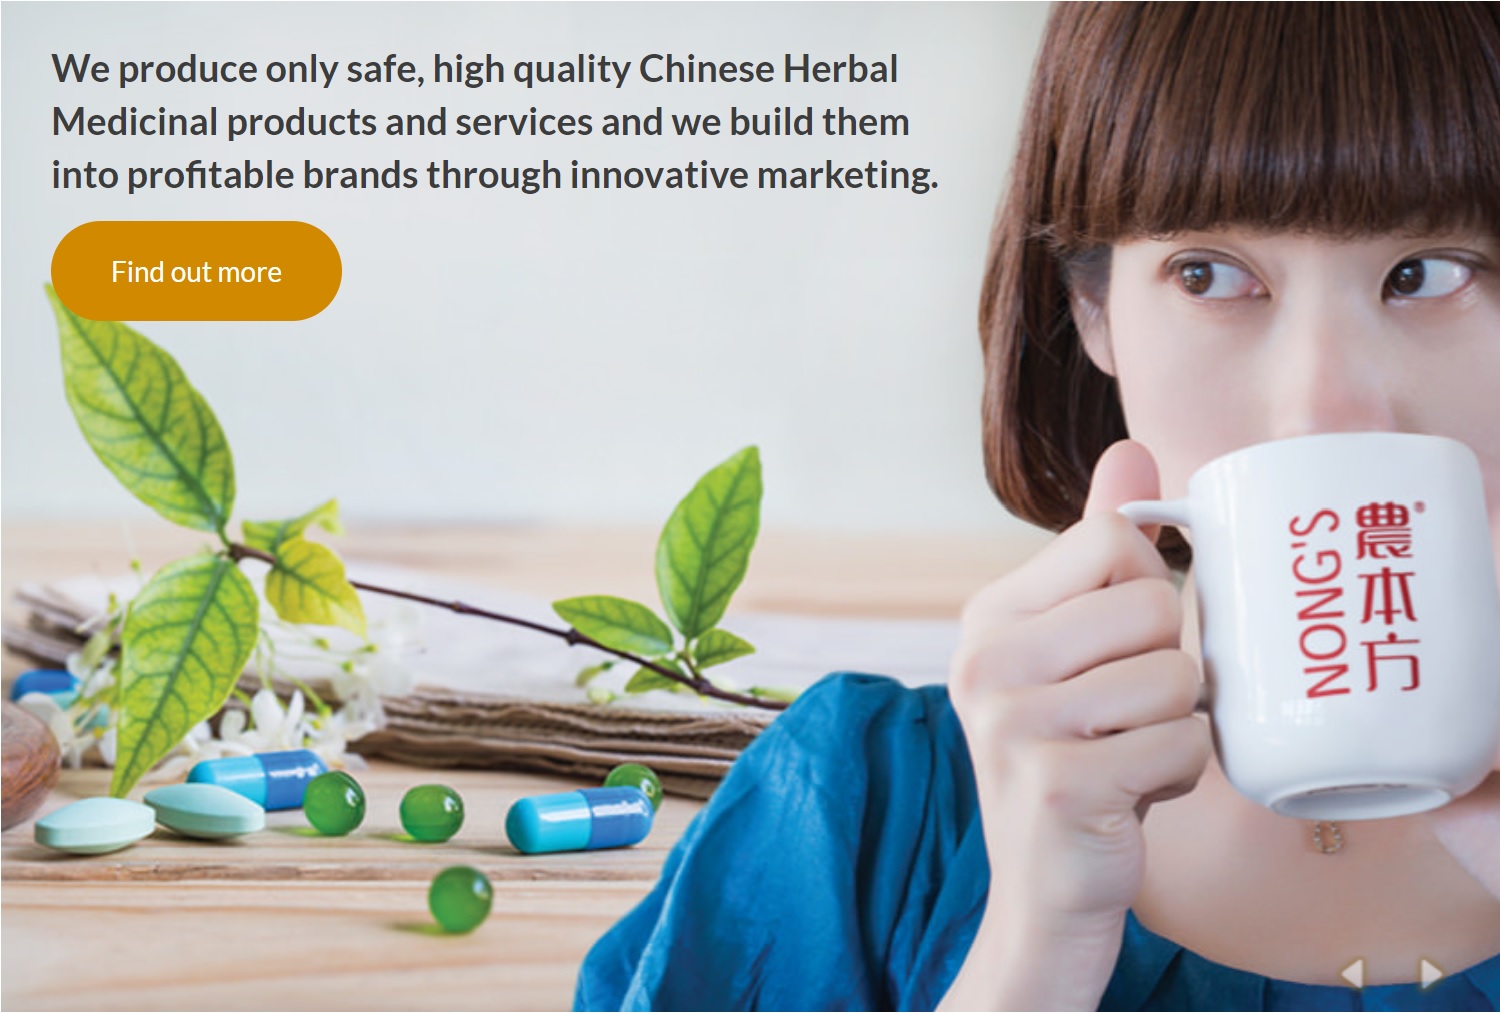 We produce only safe, high quality Chinese Herbal
Medicinal products and services and we build them
into profitable brands through innovative marketing.
Find out more
農本方®
NONG'S